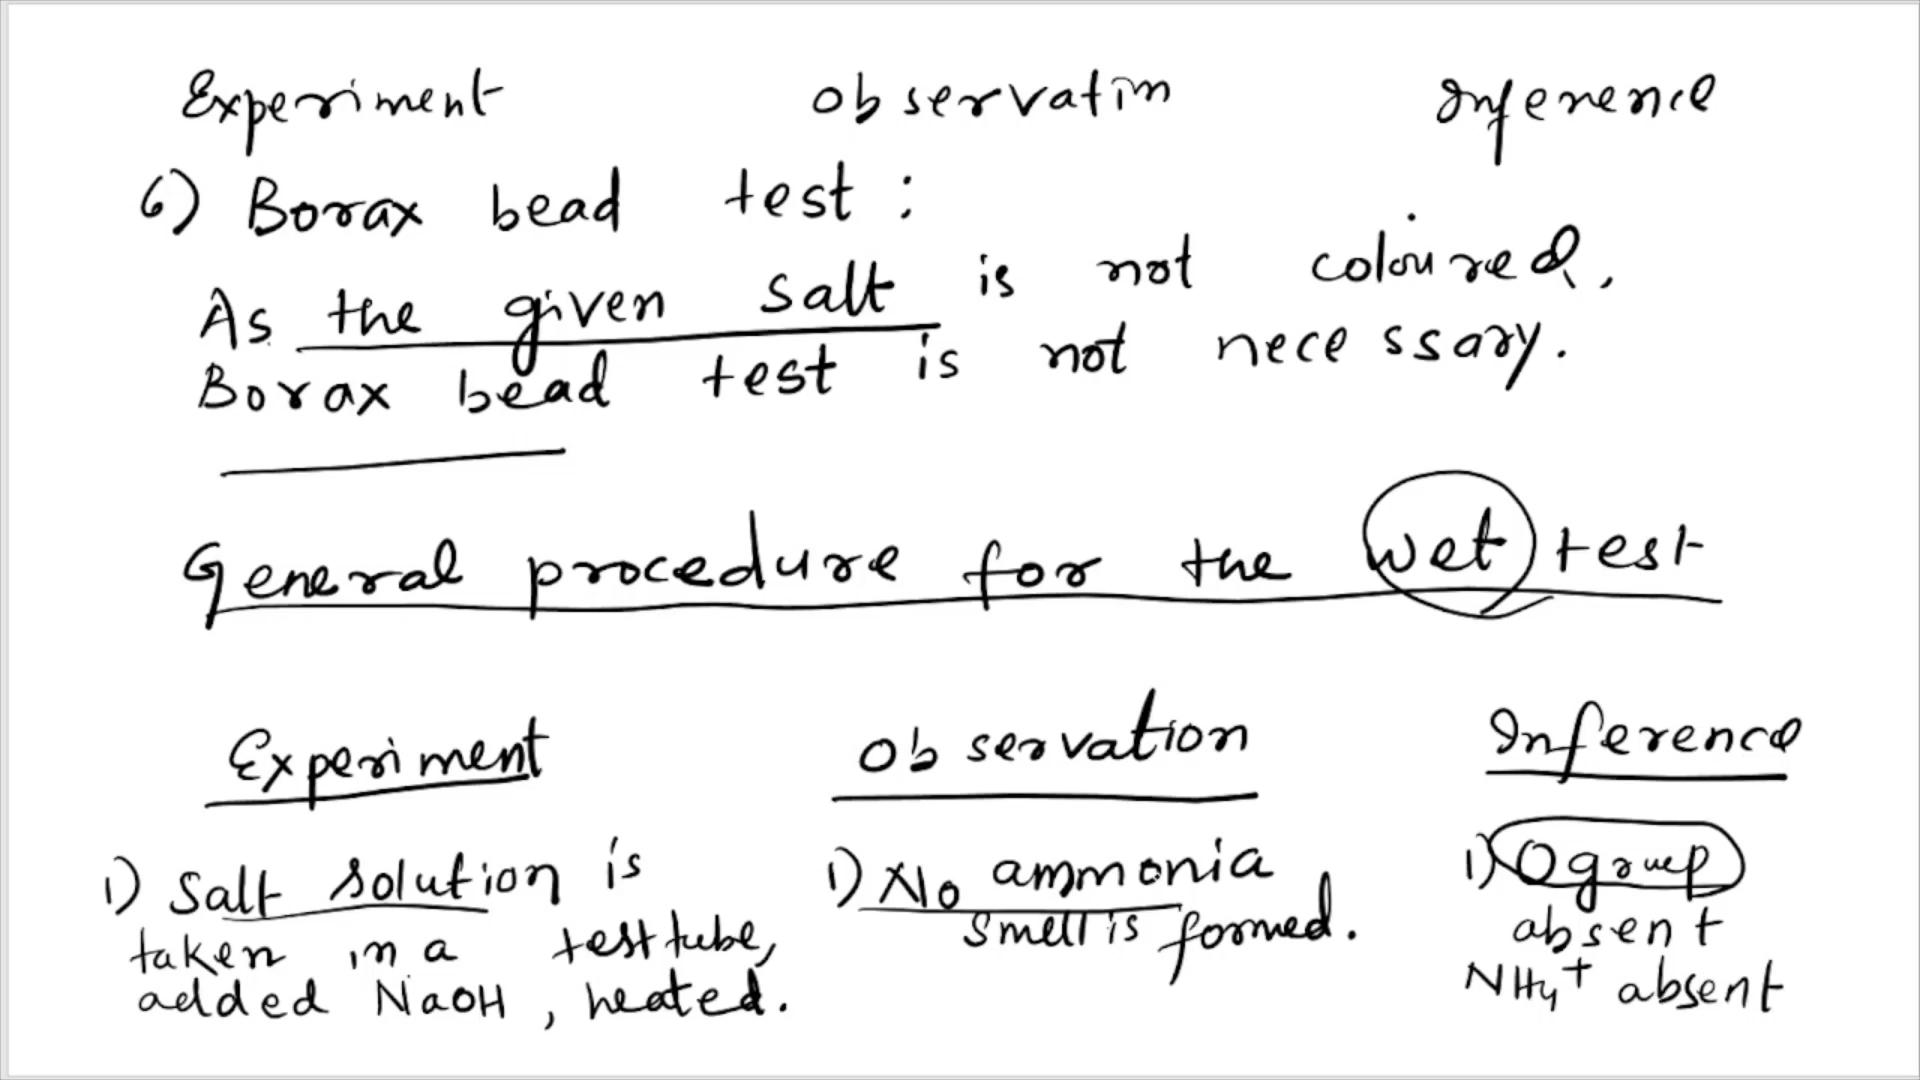 Experiment observation Inference
6) Borax bead test :
As the given salt is not coloured,
Borax bead test is not necessary.
General procedure for the wet test
Experiment Observation Inference
1) Salt solution is 1) No ammonia 1) O group
taken in a test tube, smell is formed. absent
added NaOH, heated. NH4+ absent